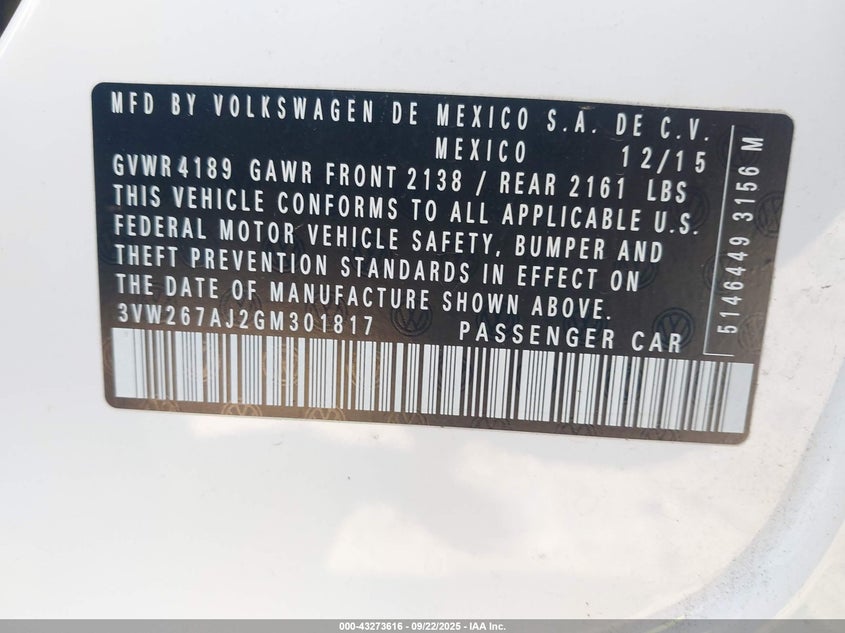 MFD BY VOLKSWAGEN DE MEXICO S.A. DE C.V.
MEXICO 12/15
GVWR 4189 GAWR FRONT 2138 / REAR 2161 LBS
THIS VEHICLE CONFORMS TO ALL APPLICABLE U.S.
FEDERAL MOTOR VEHICLE SAFETY, BUMPER AND
THEFT PREVENTION STANDARDS IN EFFECT ON
THE DATE OF MANUFACTURE SHOWN ABOVE.
3VW267AJ2GM301817 PASSENGER CAR
5146449 3156 M
000-43273616 - 09/22/2025 - IAA Inc.